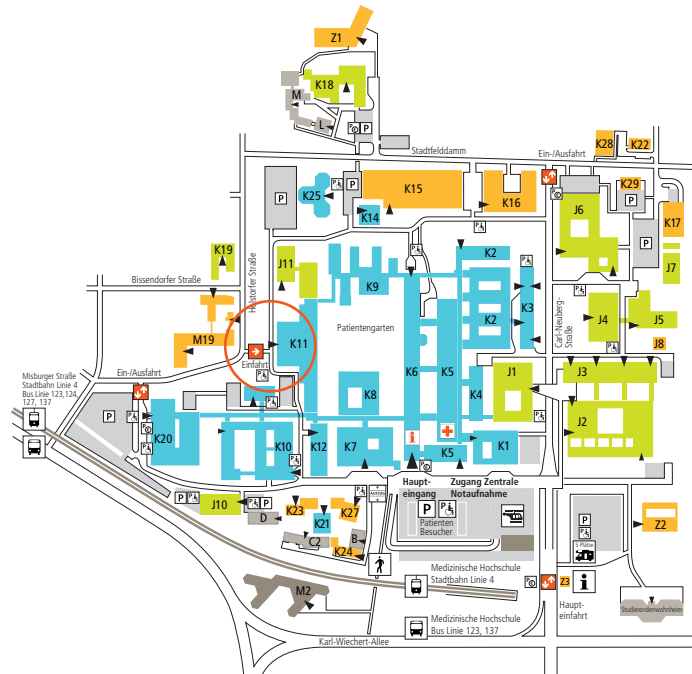 Z1
K18
M
L
P
Stadtfelddamm
Ein-/Ausfahrt
K28
K22
K29
P
K25
P
P
K15
K14
K16
K17
J6
P
K19
J11
Bissendorfer Straße
Holstorfer Straße
K9
K2
K3
K2
J7
Patientengarten
Carl-Neuberg-
Straße
J4
J5
J8
M19
K11
Einfahrt
K6
K5
Misburger Straße
Stadtbahn Linie 4
Bus Linie 123,124,
127, 137
Ein-/Ausfahrt
K8
K4
J1
J3
J2
P
K20
K10
K12
K7
K5
K1
J10
D
K23
K21
K27
C2
B
K24
Haupt-
eingang
Zugang Zentrale
Notaufnahme
P
Patienten
Besucher
P
5 Plätze
Z2
Z3
Medizinische Hochschule
Stadtbahn Linie 4
M2
Haupt-
einfahrt
Studierendenwohnheim
Medizinische Hochschule
Bus Linie 123, 137
Karl-Wiechert-Allee